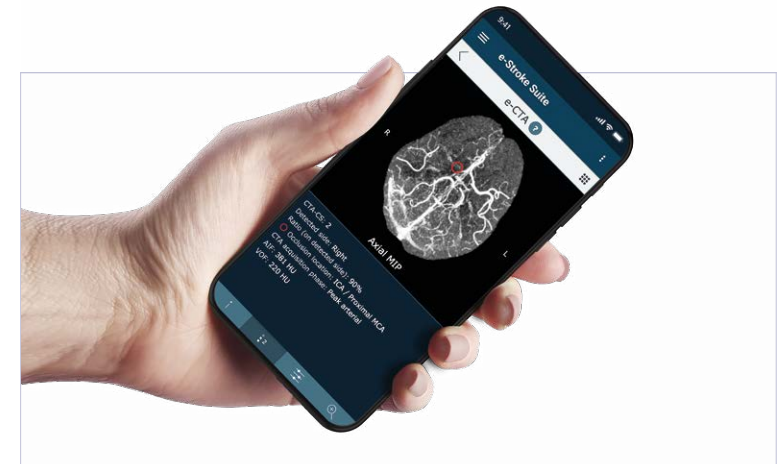 9:41
e-Stroke Suite
e-CTA ?
R
L
Axial MIP
CTA-CS: 2
Detected side: Right
Ratio (on detected side): 90%
Occlusion location: ICA / Proximal MCA
CTA acquisition phase: Peak arterial
AIF: 381 HU
VOF: 220 HU
2